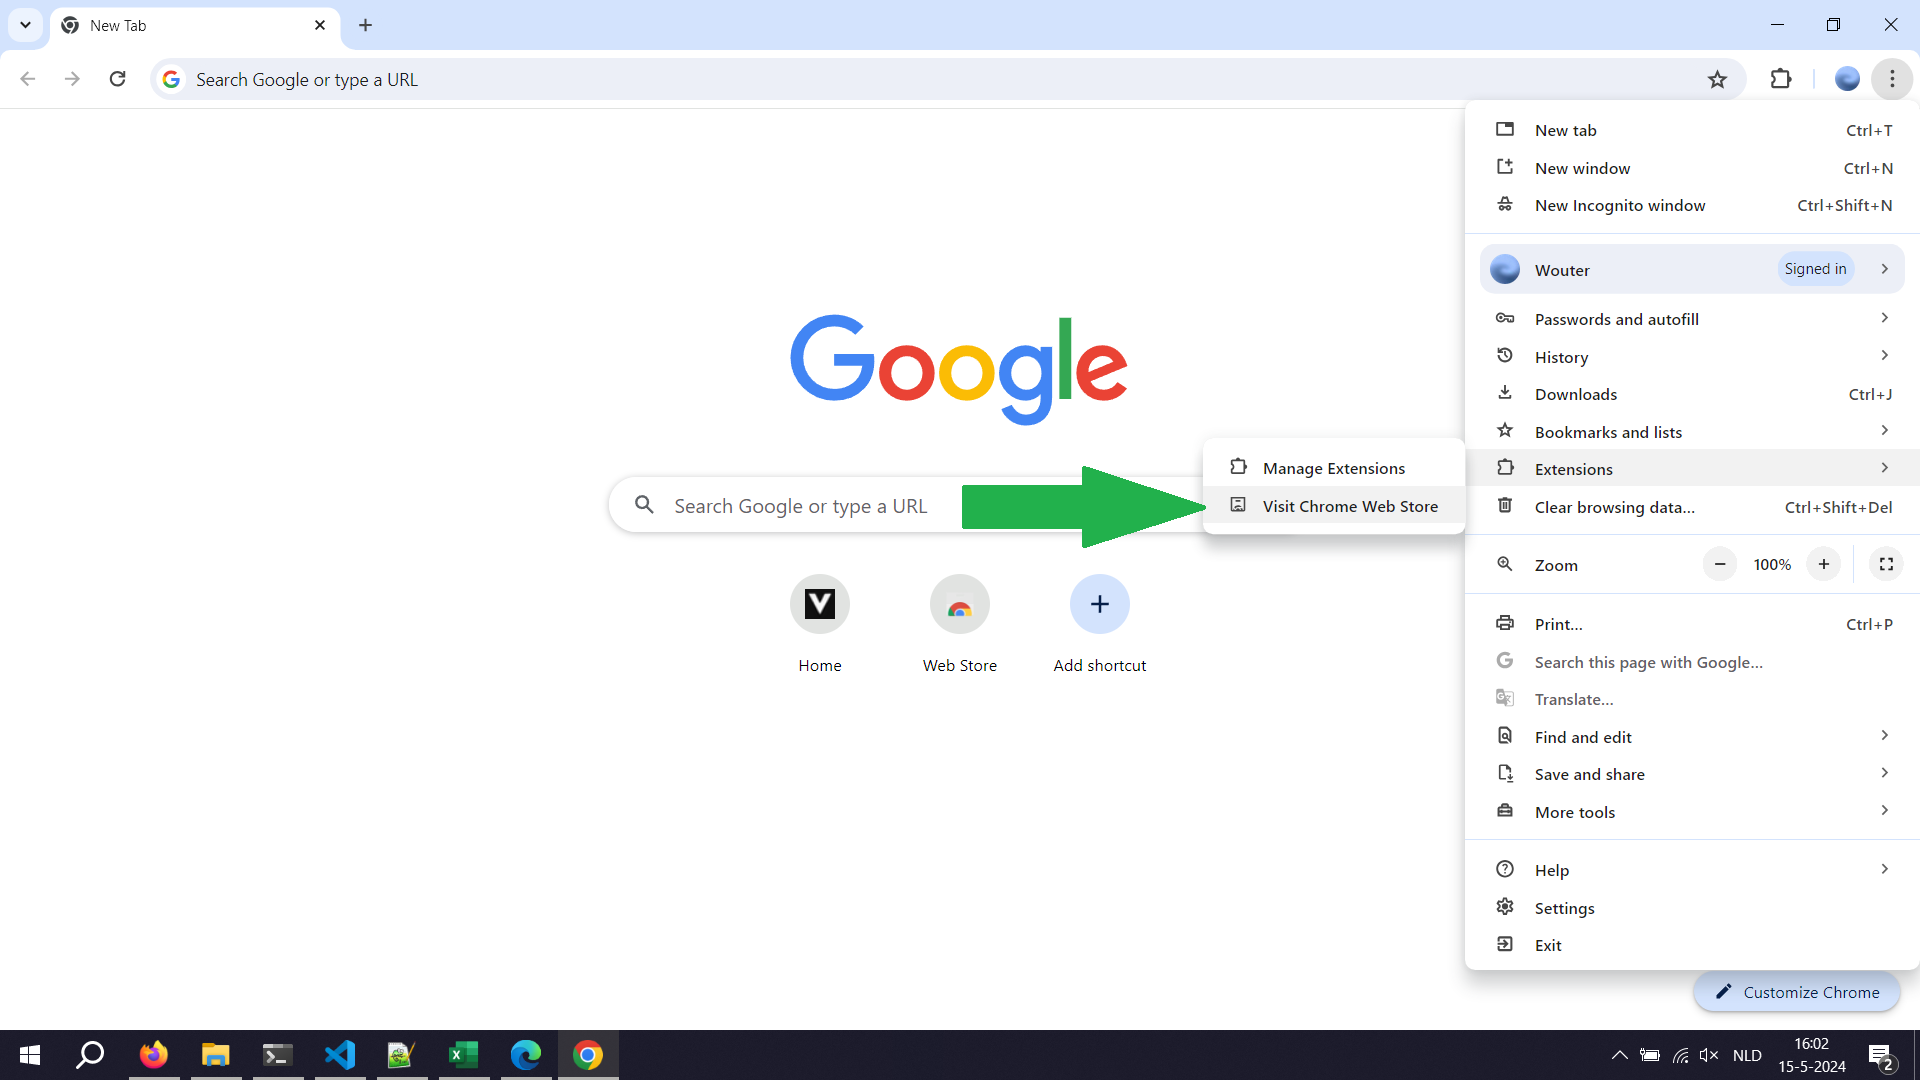 New Tab
Search Google or type a URL
New tab Ctrl+T
New window Ctrl+N
New Incognito window Ctrl+Shift+N
Wouter Signed in
Passwords and autofill
History
Downloads Ctrl+J
Bookmarks and lists
Extensions
Clear browsing data... Ctrl+Shift+Del
Zoom 100%
Print... Ctrl+P
Search this page with Google...
Translate...
Find and edit
Save and share
More tools
Help
Settings
Exit
Manage Extensions
Visit Chrome Web Store
Google
Search Google or type a URL
Home
Web Store
Add shortcut
Customize Chrome
NLD
16:02
15-5-2024
2